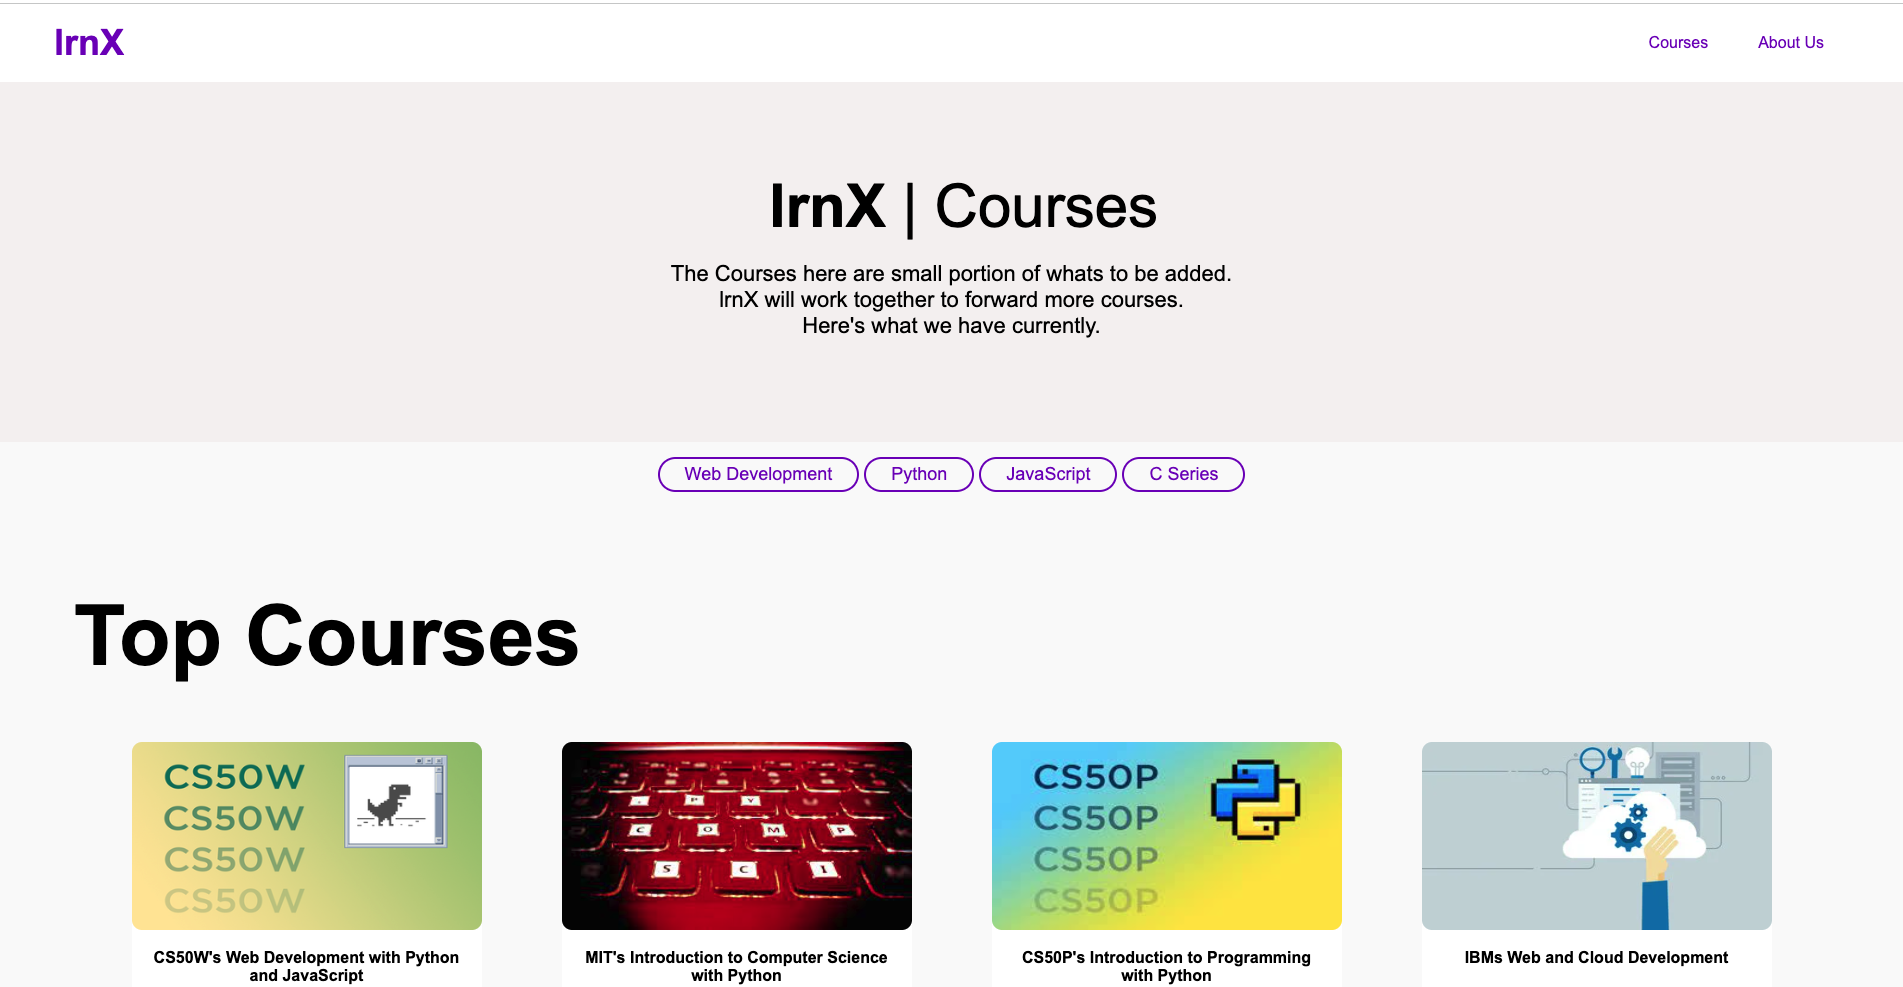 lrnX
Courses
About Us
lrnX | Courses
The Courses here are small portion of whats to be added.
lrnX will work together to forward more courses.
Here's what we have currently.
Web Development
Python
JavaScript
C Series
Top Courses
CS50W
CS50W
CS50W
CS50W
. P Y
C O M P
S C I
CS50P
CS50P
CS50P
CS50P
CS50W's Web Development with Python
and JavaScript
MIT's Introduction to Computer Science
with Python
CS50P's Introduction to Programming
with Python
IBMs Web and Cloud Development